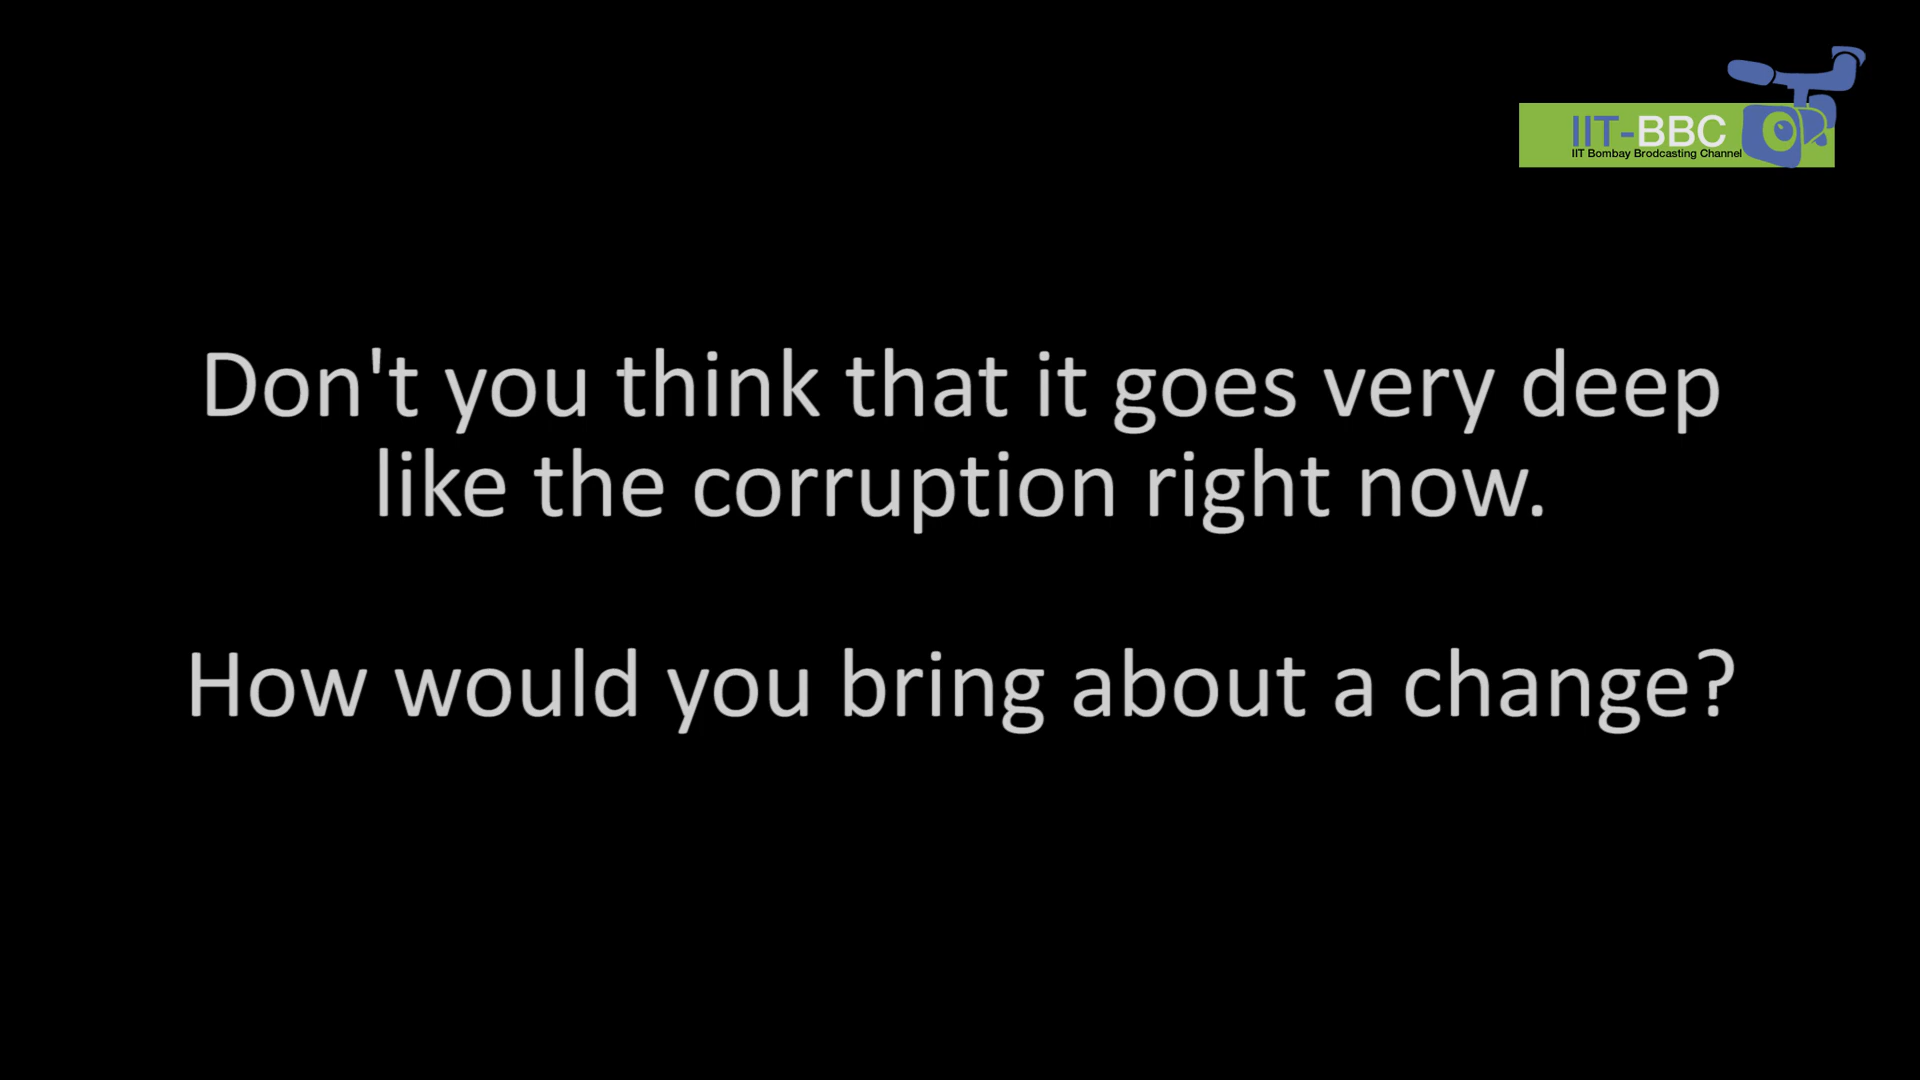 IIT-BBC
IIT Bombay Brodcasting Channel
Don't you think that it goes very deep
like the corruption right now.
How would you bring about a change?